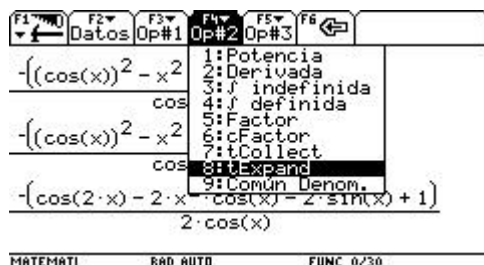 F1 F2 Datos F3 Op#1 F4 Op#2 F5 Op#3 F6
1:Potencia
2:Derivada
3:∫ indefinida
4:∫ definida
5:Factor
6:cFactor
7:tCollect
8:tExpand
9:Común Denom.
-((cos(x))² - x²
cos
-((cos(x))² - x²
cos
-(cos(2·x) - 2·x cos(x) - 2·sin(x) + 1)
2·cos(x)
MATEMATI RAD AUTO FUNC 0/30